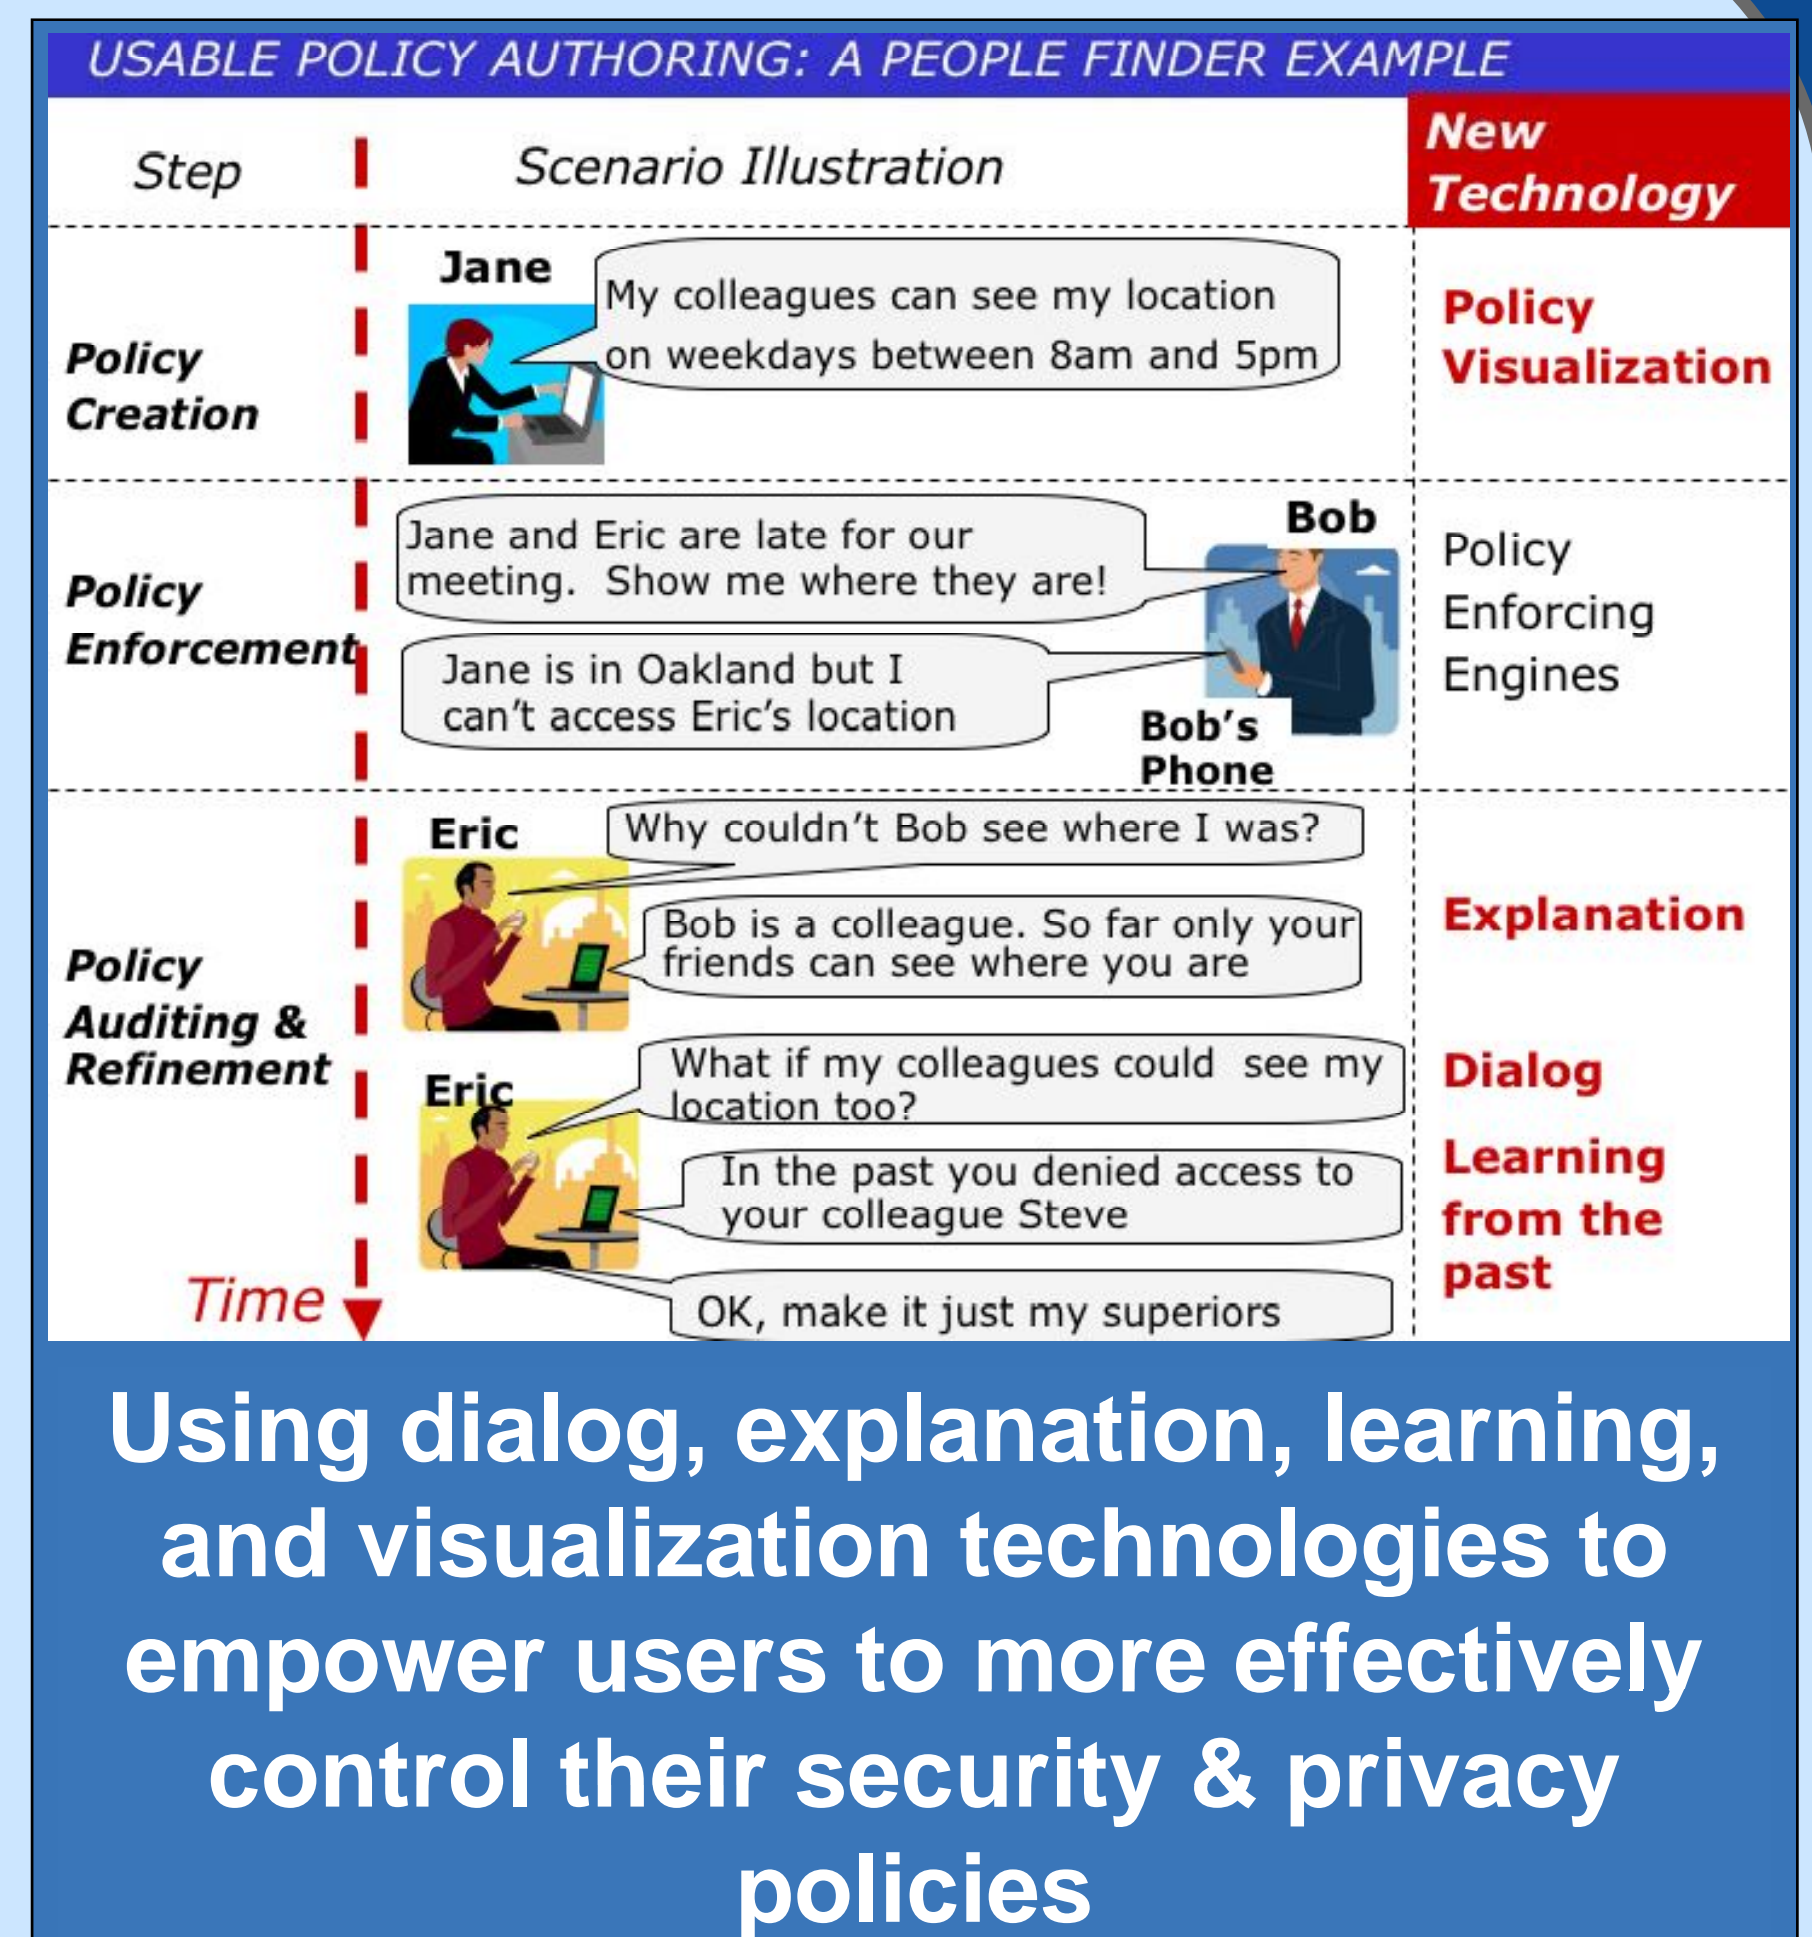 USABLE POLICY AUTHORING: A PEOPLE FINDER EXAMPLE
Step
Scenario Illustration
New
Technology
Policy
Creation
Jane
My colleagues can see my location
on weekdays between 8am and 5pm
Policy
Visualization
Policy
Enforcement
Jane and Eric are late for our
meeting.  Show me where they are!
Bob
Jane is in Oakland but I
can't access Eric's location
Bob's
Phone
Policy
Enforcing
Engines
Policy
Auditing &
Refinement
Eric
Why couldn't Bob see where I was?
Bob is a colleague. So far only your
friends can see where you are
Explanation
Eric
What if my colleagues could  see my
location too?
Dialog
In the past you denied access to
your colleague Steve
Learning
from the
past
OK, make it just my superiors
Time
Using dialog, explanation, learning,
and visualization technologies to
empower users to more effectively
control their security & privacy
policies